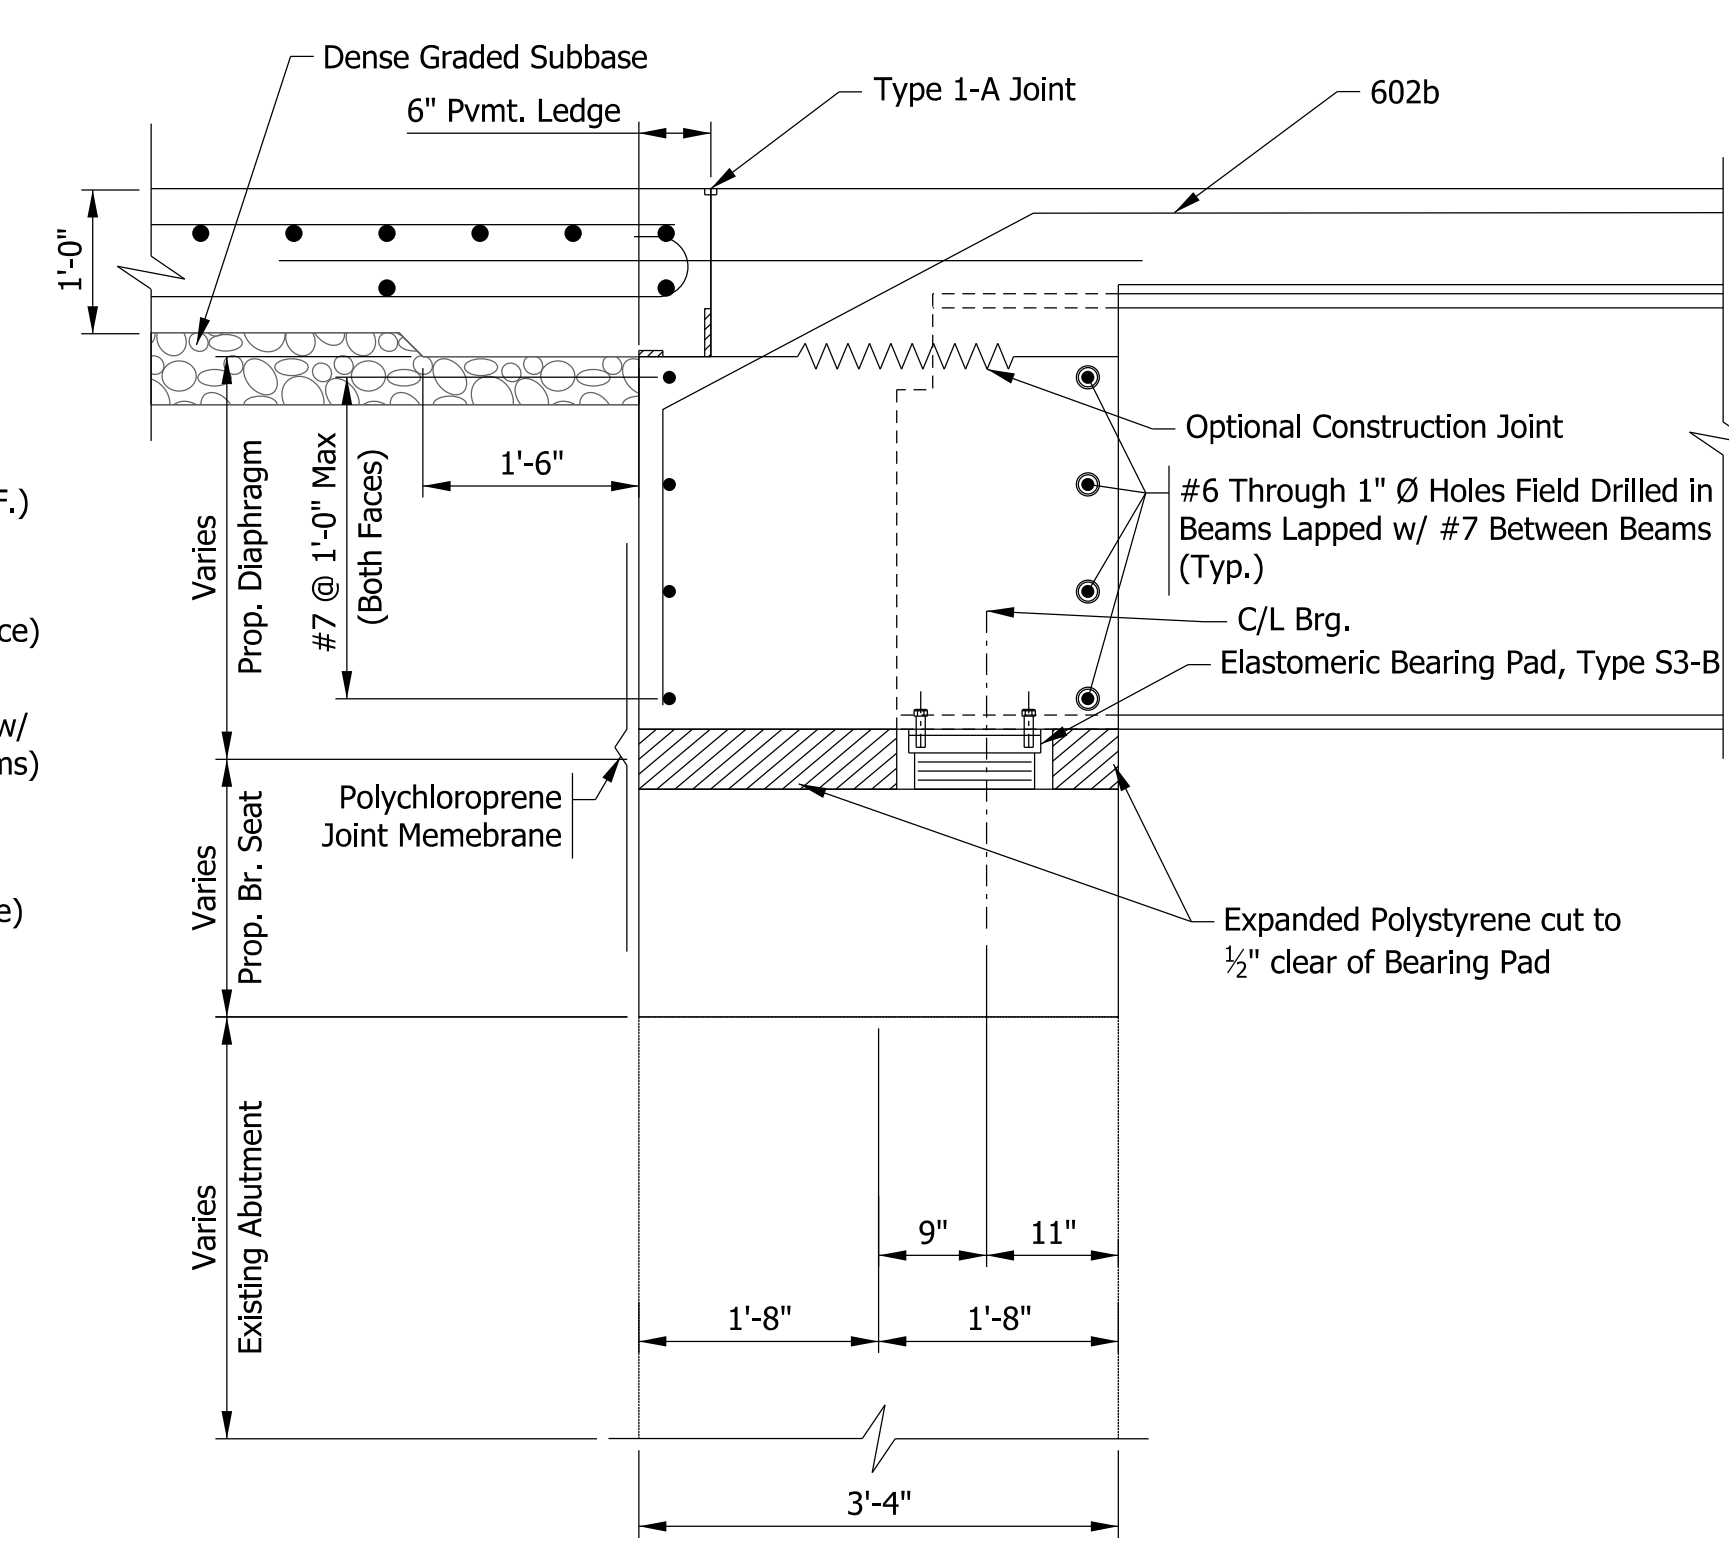 Dense Graded Subbase
6" Pvmt. Ledge
Type 1-A Joint
602b
1'-0"
F.)
ce)
w/
ms)
e)
Varies
Prop. Diaphragm
#7 @ 1'-0" Max
(Both Faces)
1'-6"
Optional Construction Joint
#6 Through 1" Ø Holes Field Drilled in
Beams Lapped w/ #7 Between Beams
(Typ.)
C/L Brg.
Elastomeric Bearing Pad, Type S3-B
Polychloroprene
Joint Memebrane
Varies
Prop. Br. Seat
Expanded Polystyrene cut to
½" clear of Bearing Pad
Varies
Existing Abutment
9"
11"
1'-8"
1'-8"
3'-4"